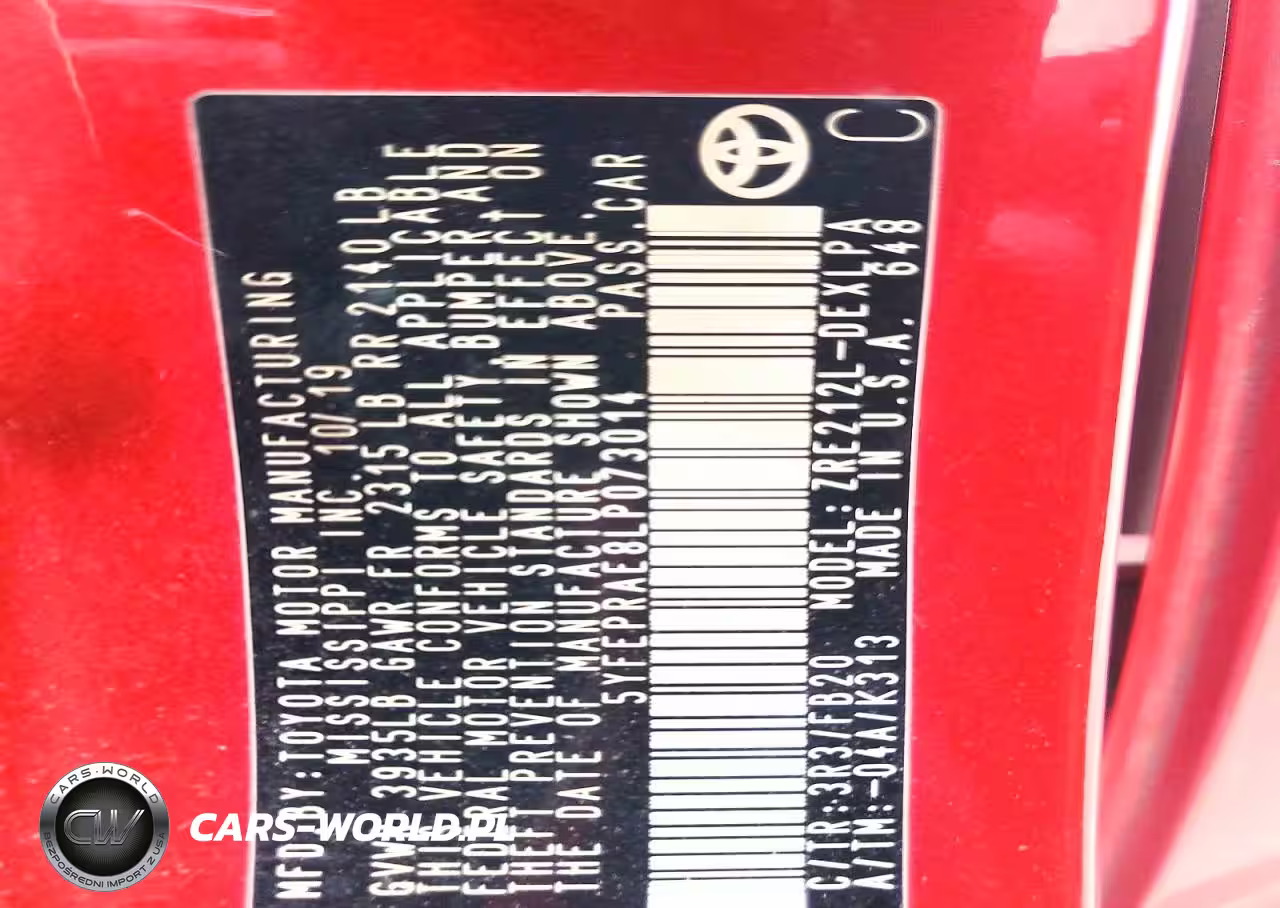 MFD BY: TOYOTA MOTOR MANUFACTURING
MISSISSIPPI INC. 10/19
GVWR 3935LB GAWR FR 2315LB RR 2140LB
THIS VEHICLE CONFORMS TO ALL APPLICABLE
FEDERAL MOTOR VEHICLE SAFETY, BUMPER, AND
THEFT PREVENTION STANDARDS IN EFFECT ON
THE DATE OF MANUFACTURE SHOWN ABOVE.
5YFEPRAE8LP073014 PASS.CAR
C/TR:3R3/FB20 MODEL: ZRE212L-DEXLPA
A/TM:-04A/K313 MADE IN U.S.A. 648
C
CARS-WORLD
CW
BEZPOŚREDNI IMPORT Z USA
CARS-WORLD.PL